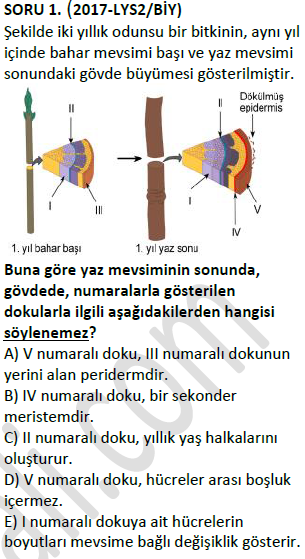 SORU 1. (2017-LYS2/BİY)
Şekilde iki yıllık odunsu bir bitkinin, aynı yıl
içinde bahar mevsimi başı ve yaz mevsimi
sonundaki gövde büyümesi gösterilmiştir.
II
I
III
1. yıl bahar başı
II
Dökülmüş
epidermis
I
V
IV
1. yıl yaz sonu
Buna göre yaz mevsiminin sonunda,
gövdede, numaralarla gösterilen
dokularla ilgili aşağıdakilerden hangisi
söylenemez?
A) V numaralı doku, III numaralı dokunun
yerini alan peridermdir.
B) IV numaralı doku, bir sekonder
meristemdir.
C) II numaralı doku, yıllık yaş halkalarını
oluşturur.
D) V numaralı doku, hücreler arası boşluk
içermez.
E) I numaralı dokuya ait hücrelerin
boyutları mevsime bağlı değişiklik gösterir.